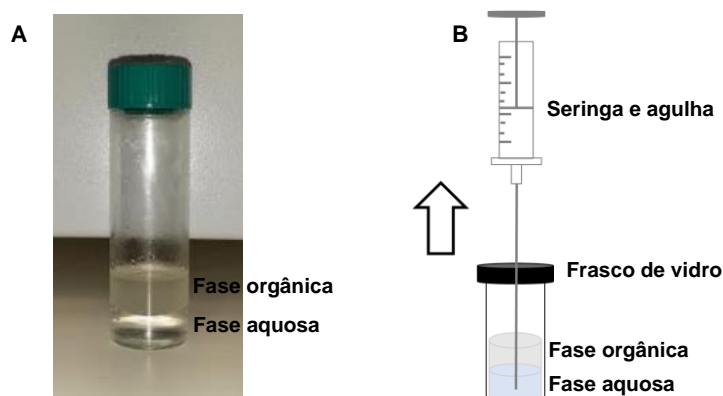 A
Fase orgânica
Fase aquosa
B
Seringa e agulha
Frasco de vidro
Fase orgânica
Fase aquosa